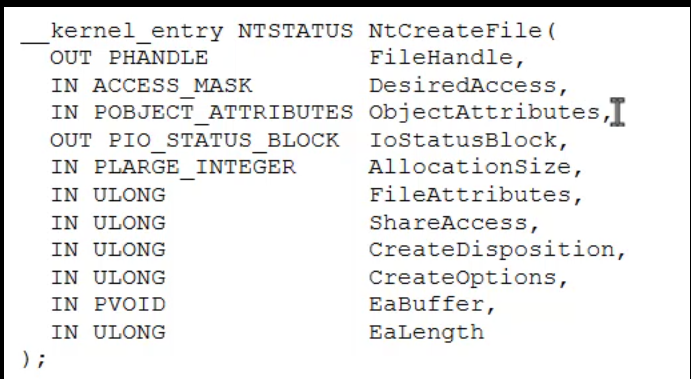 __kernel_entry NTSTATUS NtCreateFile(
OUT PHANDLE FileHandle,
IN ACCESS_MASK DesiredAccess,
IN POBJECT_ATTRIBUTES ObjectAttributes,
OUT PIO_STATUS_BLOCK IoStatusBlock,
IN PLARGE_INTEGER AllocationSize,
IN ULONG FileAttributes,
IN ULONG ShareAccess,
IN ULONG CreateDisposition,
IN ULONG CreateOptions,
IN PVOID EaBuffer,
IN ULONG EaLength
);